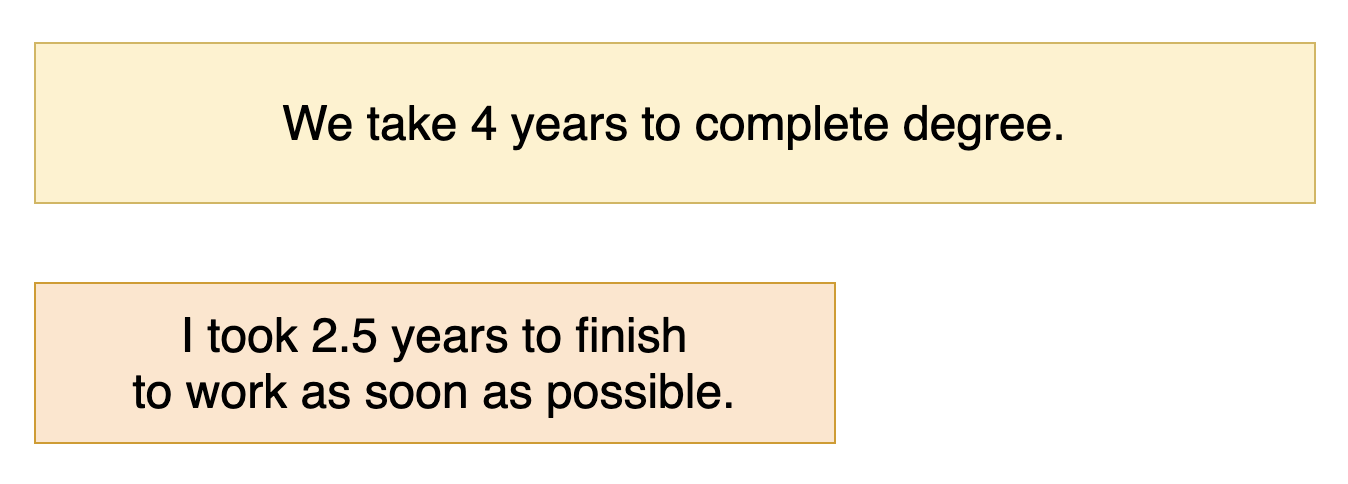 We take 4 years to complete degree.
I took 2.5 years to finish
to work as soon as possible.